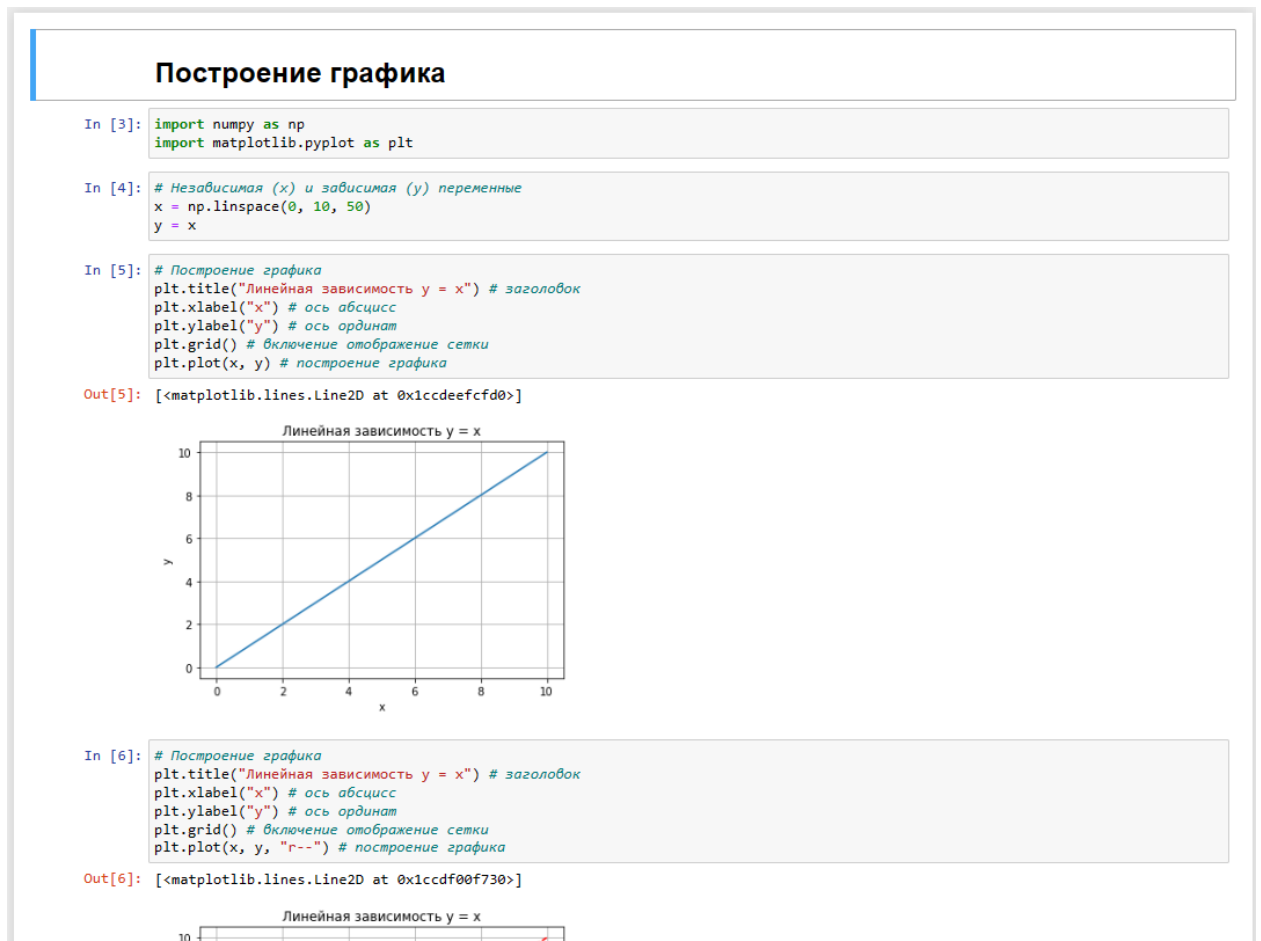 Построение графика
In [3]: import numpy as np
import matplotlib.pyplot as plt
In [4]: # Независимая (x) и зависимая (y) переменные
x = np.linspace(0, 10, 50)
y = x
In [5]: # Построение графика
plt.title("Линейная зависимость y = x") # заголовок
plt.xlabel("x") # ось абсцисс
plt.ylabel("y") # ось ординат
plt.grid() # включение отображение сетки
plt.plot(x, y) # построение графика
Out[5]: [<matplotlib.lines.Line2D at 0x1ccdeefcfd0>]
Линейная зависимость y = x
10
8
6
y
4
2
0
0 2 4 6 8 10
x
In [6]: # Построение графика
plt.title("Линейная зависимость y = x") # заголовок
plt.xlabel("x") # ось абсцисс
plt.ylabel("y") # ось ординат
plt.grid() # включение отображение сетки
plt.plot(x, y, "r--") # построение графика
Out[6]: [<matplotlib.lines.Line2D at 0x1ccdf00f730>]
Линейная зависимость y = x
10